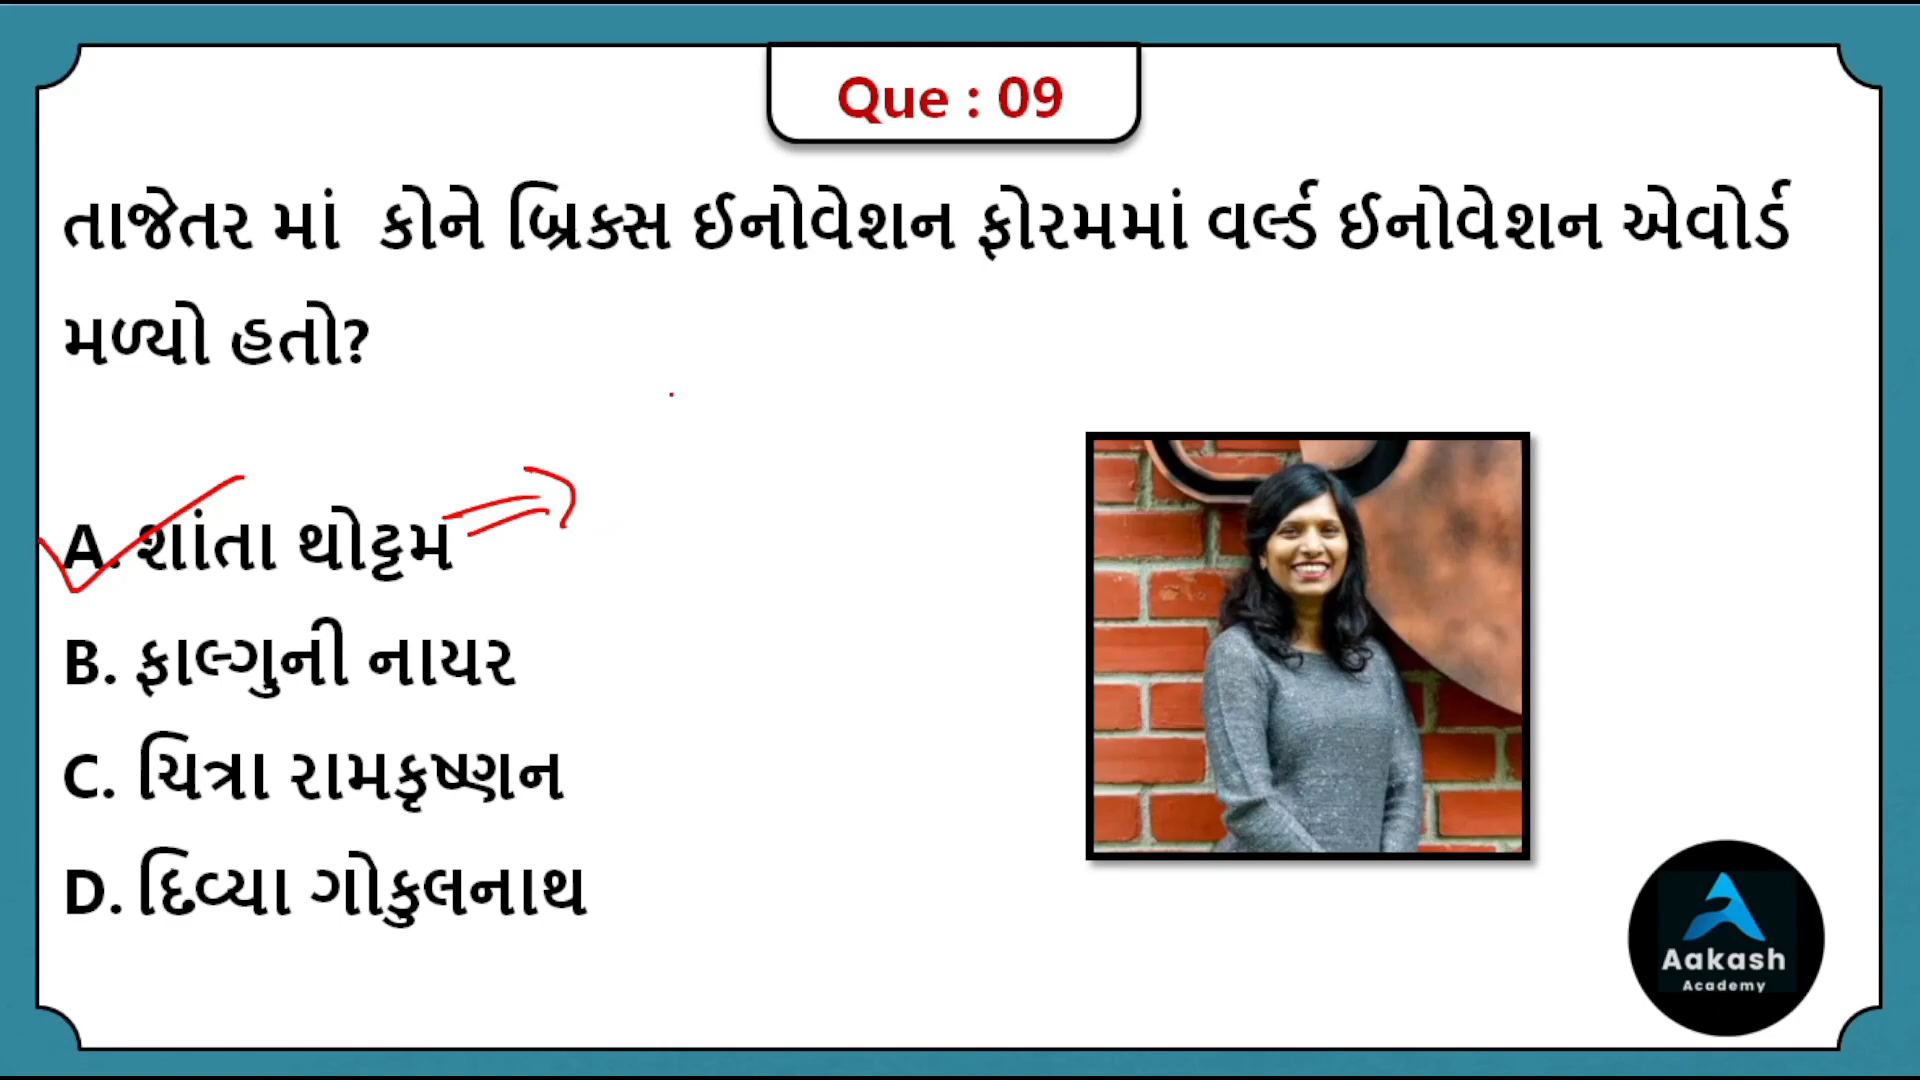 Que : 09
તાજેતર માં કોને બ્રિક્સ ઈનોવેશન ફોરમમાં વર્લ્ડ ઈનોવેશન એવોર્ડ
મળ્યો હતો?
A. શાંતા થોટ્ટમ
B. ફાલ્ગુની નાયર
C. ચિત્રા રામકૃષ્ણન
D. દિવ્યા ગોકુલનાથ
Aakash
Academy